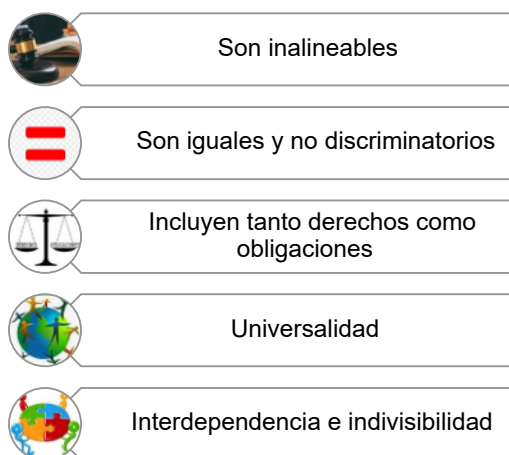 Son inalineables
Son iguales y no discriminatorios
Incluyen tanto derechos como
obligaciones
Universalidad
Interdependencia e indivisibilidad